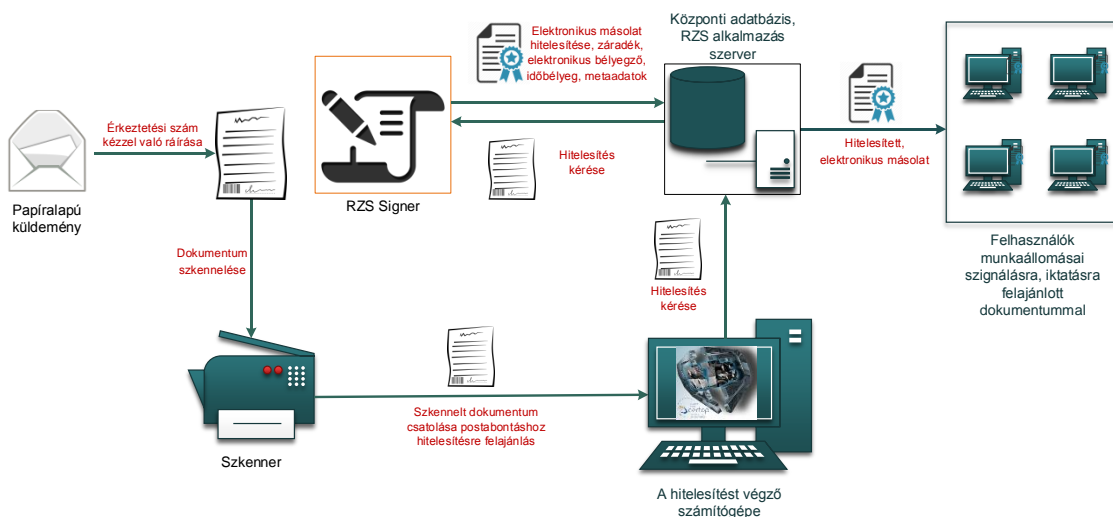 Papíralapú
küldemény
Érkeztetési szám
kézzel való ráírása
Dokumentum
szkennelése
Szkenner
Szkennelt dokumentum
csatolása postabontáshoz
hitelesítésre felajánlás
A hitelesítést végző
számítógépe
Hitelesítés
kérése
Központi adatbázis,
RZS alkalmazás
szerver
Hitelesítés
kérése
RZS Signer
Elektronikus másolat
hitelesítése, záradék,
elektronikus bélyegző,
időbélyeg, metaadatok
Hitelesített,
elektronikus másolat
Felhasználók
munkaállomásai
szignálásra, iktatásra
felajánlott
dokumentummal